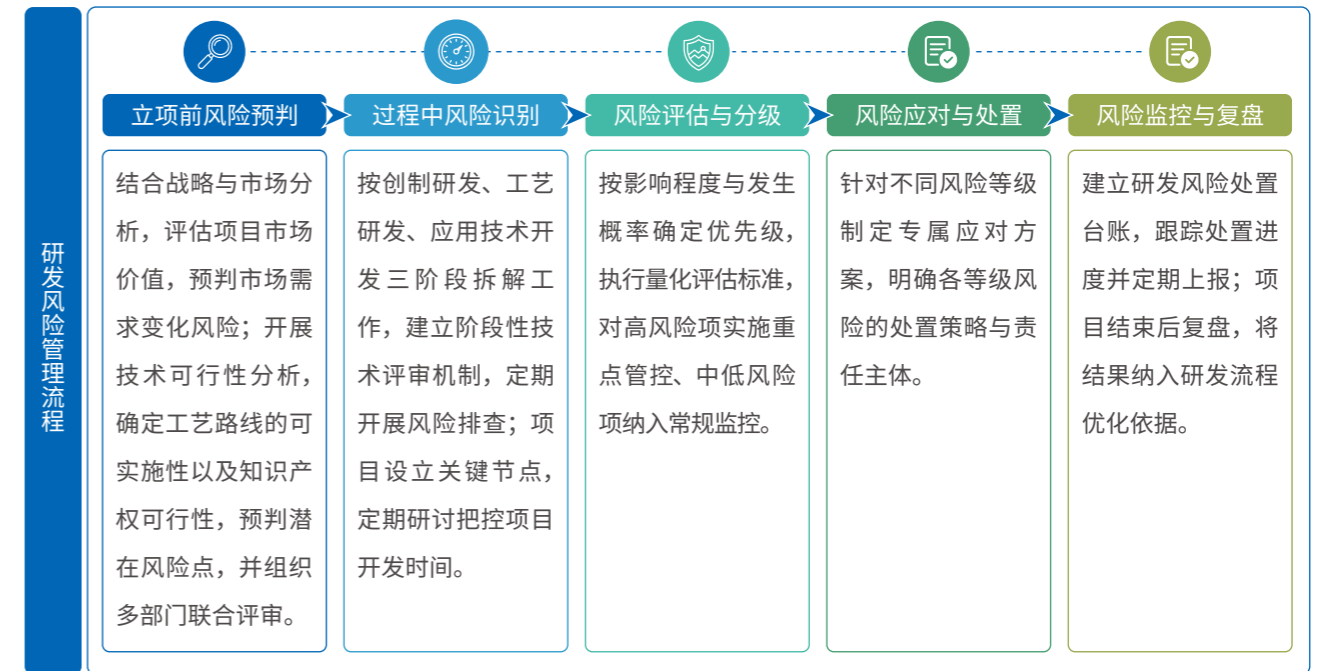 研发风险管理流程
立项前风险预判
结合战略与市场分
析，评估项目市场
价值，预判市场需
求变化风险；开展
技术可行性分析，
确定工艺路线的可
实施性以及知识产
权可行性，预判潜
在风险点，并组织
多部门联合评审。
过程中风险识别
按创制研发、工艺
研发、应用技术开
发三阶段拆解工
作，建立阶段性技
术评审机制，定期
开展风险排查；项
目设立关键节点，
定期研讨把控项目
开发时间。
风险评估与分级
按影响程度与发生
概率确定优先级，
执行量化评估标准，
对高风险项实施重
点管控、中低风险
项纳入常规监控。
风险应对与处置
针对不同风险等级
制定专属应对方
案，明确各等级风
险的处置策略与责
任主体。
风险监控与复盘
建立研发风险处置
台账，跟踪处置进
度并定期上报；项
目结束后复盘，将
结果纳入研发流程
优化依据。